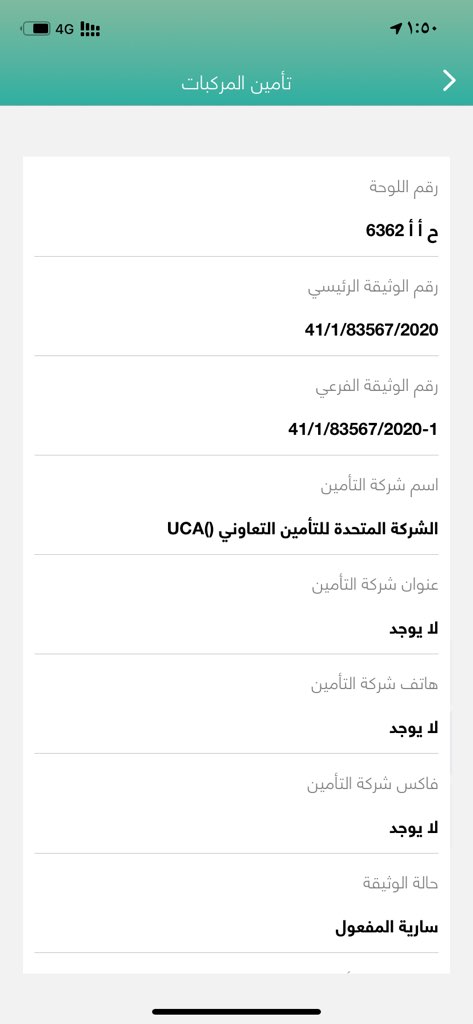 4G
١:٥٠
تأمين المركبات
رقم اللوحة
ح أ أ 6362
رقم الوثيقة الرئيسي
41/1/83567/2020
رقم الوثيقة الفرعي
41/1/83567/2020-1
اسم شركة التأمين
الشركة المتحدة للتأمين التعاوني ()UCA
عنوان شركة التأمين
لا يوجد
هاتف شركة التأمين
لا يوجد
فاكس شركة التأمين
لا يوجد
حالة الوثيقة
سارية المفعول